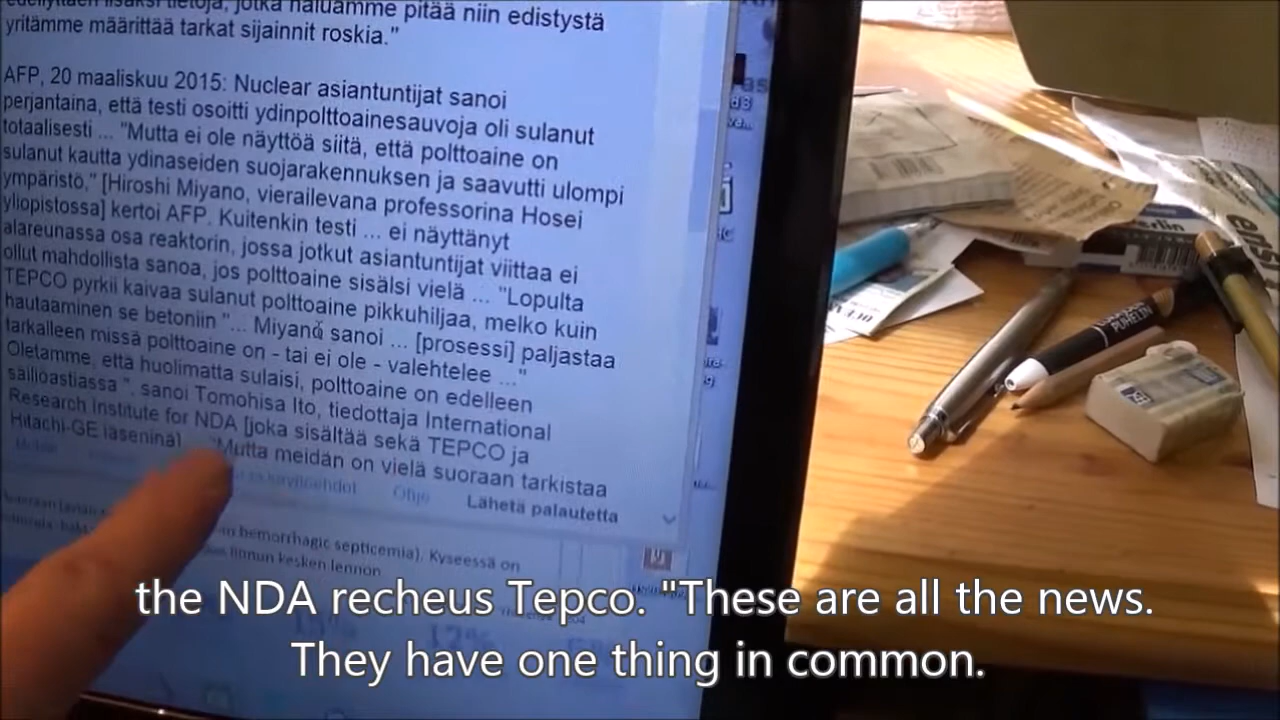 edellyttäen lisäksi tietoja, jotka haluamme pitää niin edistystä
yritämme määrittää tarkat sijainnit roskia."
AFP, 20 maaliskuu 2015: Nuclear asiantuntijat sanoi
perjantaina, että testi osoitti ydinpolttoainesauvoja oli sulanut
totaalisesti ... "Mutta ei ole näyttöä siitä, että polttoaine on
sulanut kautta ydinaseiden suojarakennuksen ja saavutti ulompi
ympäristö," [Hiroshi Miyano, vierailevana professorina Hosei
yliopistossa] kertoi AFP. Kuitenkin testi ... ei näyttänyt
alareunassa osa reaktorin, jossa jotkut asiantuntijat viittaa ei
ollut mahdollista sanoa, jos polttoaine sisälsi vielä ... "Lopulta
TEPCO pyrkii kaivaa sulanut polttoaine pikkuhiljaa, melko kuin
hautaaminen se betoniin "... Miyano sanoi ... [prosessi] paljastaa
tarkalleen missä polttoaine on - tai ei ole - valehtelee ..."
Oletamme, että huolimatta sulaisi, polttoaine on edelleen
säiliöastiassa ", sanoi Tomohisa Ito, tiedottaja International
Research Institute for NDA [joka sisältää sekä TEPCO ja
Hitachi-GE jäseninä] ... "Mutta meidän on vielä suoraan tarkistaa
Ohje
Lähetä palautetta
hemorrhagic septicemia). Kyseessä on
linnun kesken lennon
the NDA recheus Tepco. "These are all the news.
They have one thing in common.